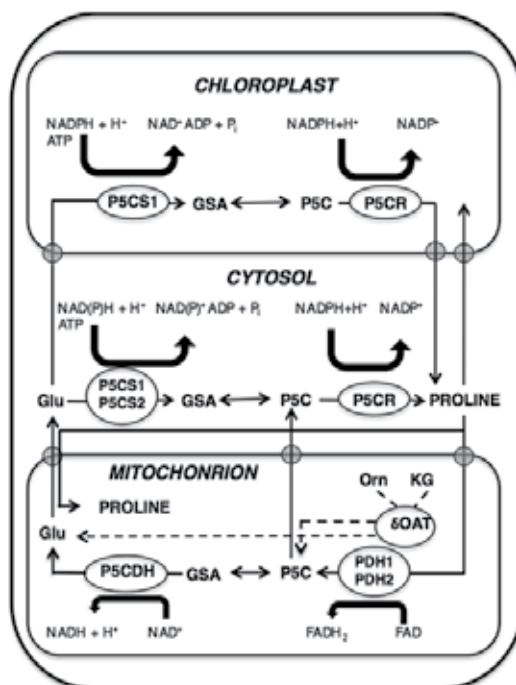 CHLOROPLAST
NADPH + H⁺ NAD⁺ ADP + Pᵢ NADPH+H⁺ NADP⁺
ATP
P5CS1 GSA P5C P5CR
CYTOSOL
NAD(P)H + H⁺ NAD(P)⁺ ADP + Pᵢ NADPH+H⁺ NADP⁺
ATP
P5CS1
Glu P5CS2 GSA P5C P5CR PROLINE
MITOCHONRION
Orn KG
PROLINE
δOAT
Glu
P5CDH GSA P5C PDH1
PDH2
NADH + H⁺ NAD⁺ FADH₂ FAD